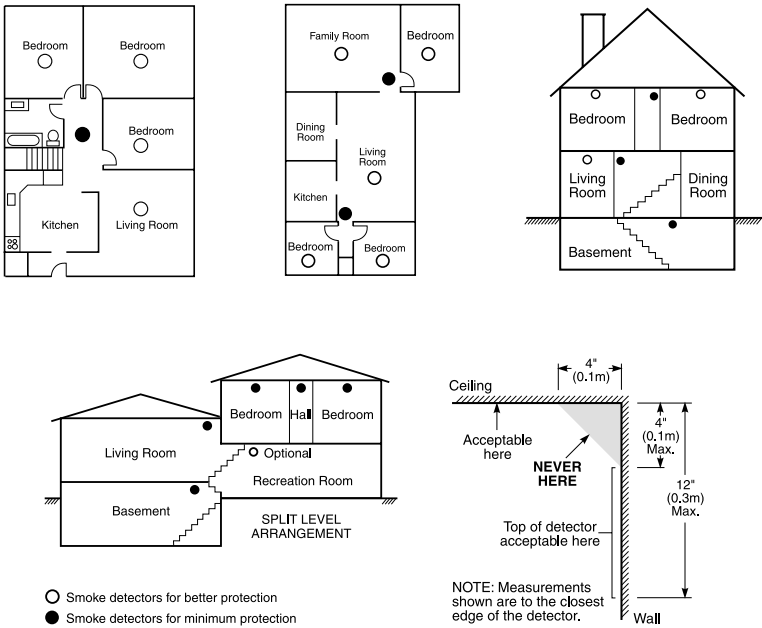 Bedroom
Bedroom
Bedroom
Kitchen
Living Room
Family Room
Bedroom
Dining
Room
Living
Room
Kitchen
Bedroom
Bedroom
Bedroom
Bedroom
Living
Room
Dining
Room
Basement
Bedroom
Hall
Bedroom
Living Room
Optional
Recreation Room
Basement
SPLIT LEVEL
ARRANGEMENT
Smoke detectors for better protection
Smoke detectors for minimum protection
4"
(0.1m)
Ceiling
Acceptable
here
NEVER
HERE
4"
(0.1m)
Max.
12"
(0.3m)
Max.
Top of detector
acceptable here
NOTE: Measurements
shown are to the closest
edge of the detector.
Wall